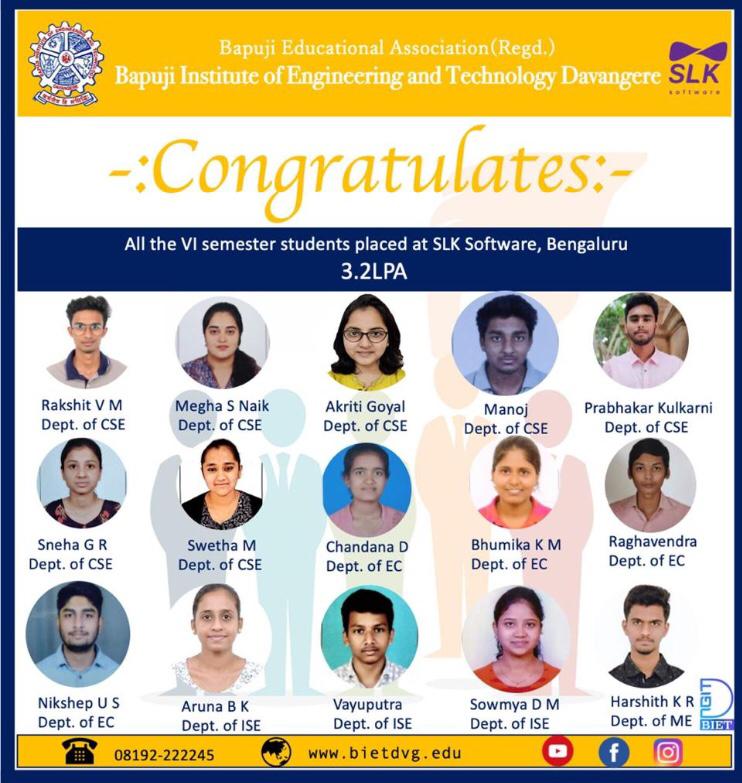 Bapuji Educational Association(Regd.)
Bapuji Institute of Engineering and Technology Davangere
SLK
software
-:Congratulates:-
All the VI semester students placed at SLK Software, Bengaluru
3.2LPA
Rakshit V M
Dept. of CSE
Megha S Naik
Dept. of CSE
Akriti Goyal
Dept. of CSE
Manoj
Dept. of CSE
Prabhakar Kulkarni
Dept. of CSE
Sneha G R
Dept. of CSE
Swetha M
Dept. of CSE
Chandana D
Dept. of EC
Bhumika K M
Dept. of EC
Raghavendra
Dept. of EC
Nikshep U S
Dept. of EC
Aruna B K
Dept. of ISE
Vayuputra
Dept. of ISE
Sowmya D M
Dept. of ISE
Harshith K R
Dept. of ME
BIET
08192-222245
www.bietdvg.edu